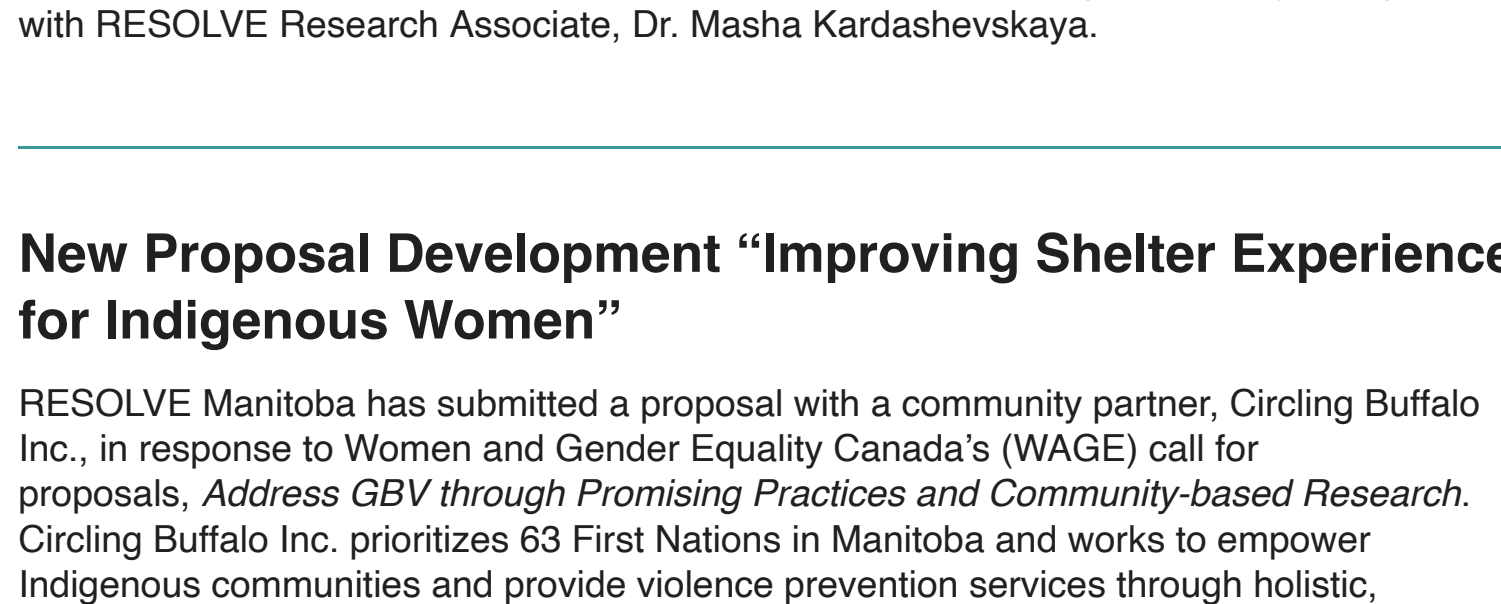 with RESOLVE Research Associate, Dr. Masha Kardashevskaya.
New Proposal Development “Improving Shelter Experience
for Indigenous Women”
RESOLVE Manitoba has submitted a proposal with a community partner, Circling Buffalo
Inc., in response to Women and Gender Equality Canada’s (WAGE) call for
proposals, Address GBV through Promising Practices and Community-based Research.
Circling Buffalo Inc. prioritizes 63 First Nations in Manitoba and works to empower
Indigenous communities and provide violence prevention services through holistic,